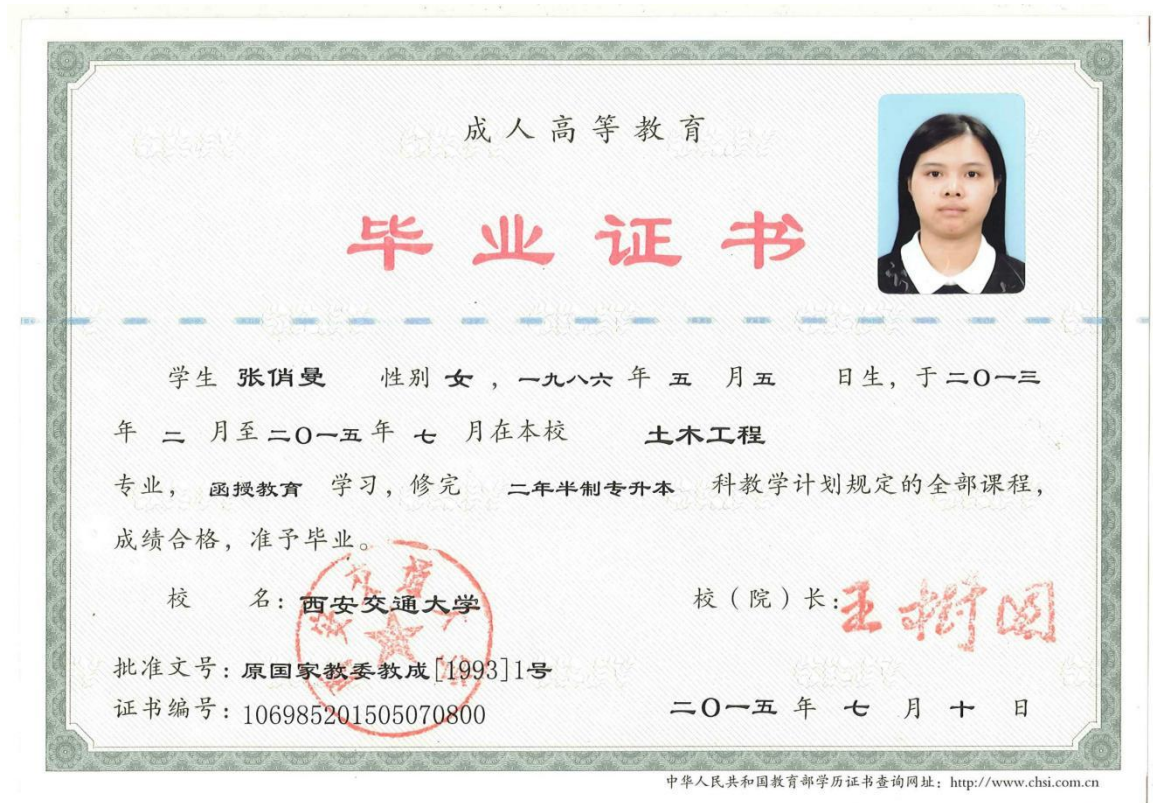 成人高等教育
毕业证书
学生 张俏曼 性别 女 ，一九八六 年 五 月 五 日生，于 二0一三
年 二 月至 二0一五 年 七 月在本校 土木工程
专业， 函授教育 学习，修完 二年半制专升本 科教学计划规定的全部课程，
成绩合格，准予毕业。
校 名：西安交通大学
校（院）长：王树国
批准文号：原国家教委教成[1993]1号
证书编号：106985201505070800
二0一五 年 七 月 十 日
中华人民共和国教育部学历证书查询网址：http://www.chsi.com.cn